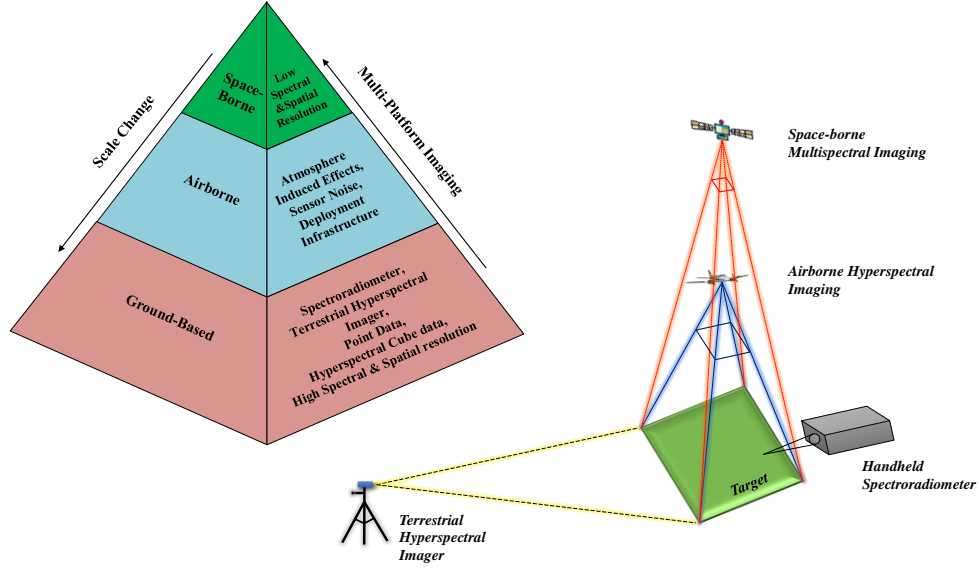 Scale Change
Multi-Platform Imaging
Space-
Borne
Low
Spectral
&Spatial
Resolution
Airborne
Atmosphere
Induced Effects,
Sensor Noise,
Deployment
Infrastructure
Ground-Based
Spectroradiometer,
Terrestrial Hyperspectral
Imager,
Point Data,
Hyperspectral Cube data,
High Spectral & Spatial resolution
Space-borne
Multispectral Imaging
Airborne Hyperspectral
Imaging
Target
Handheld
Spectroradiometer
Terrestrial
Hyperspectral
Imager